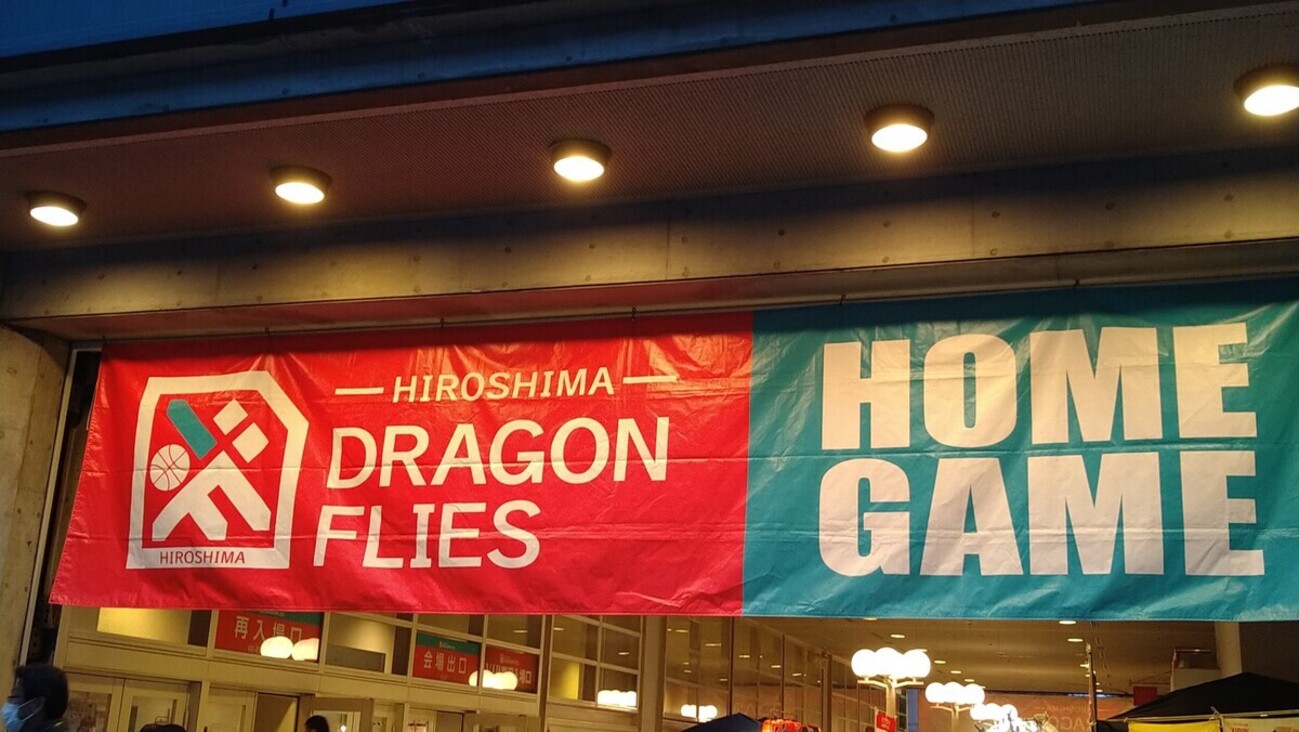 HIROSHIMA
DRAGON
FLIES
HIROSHIMA
HOME
GAME
再入場口
会場出口